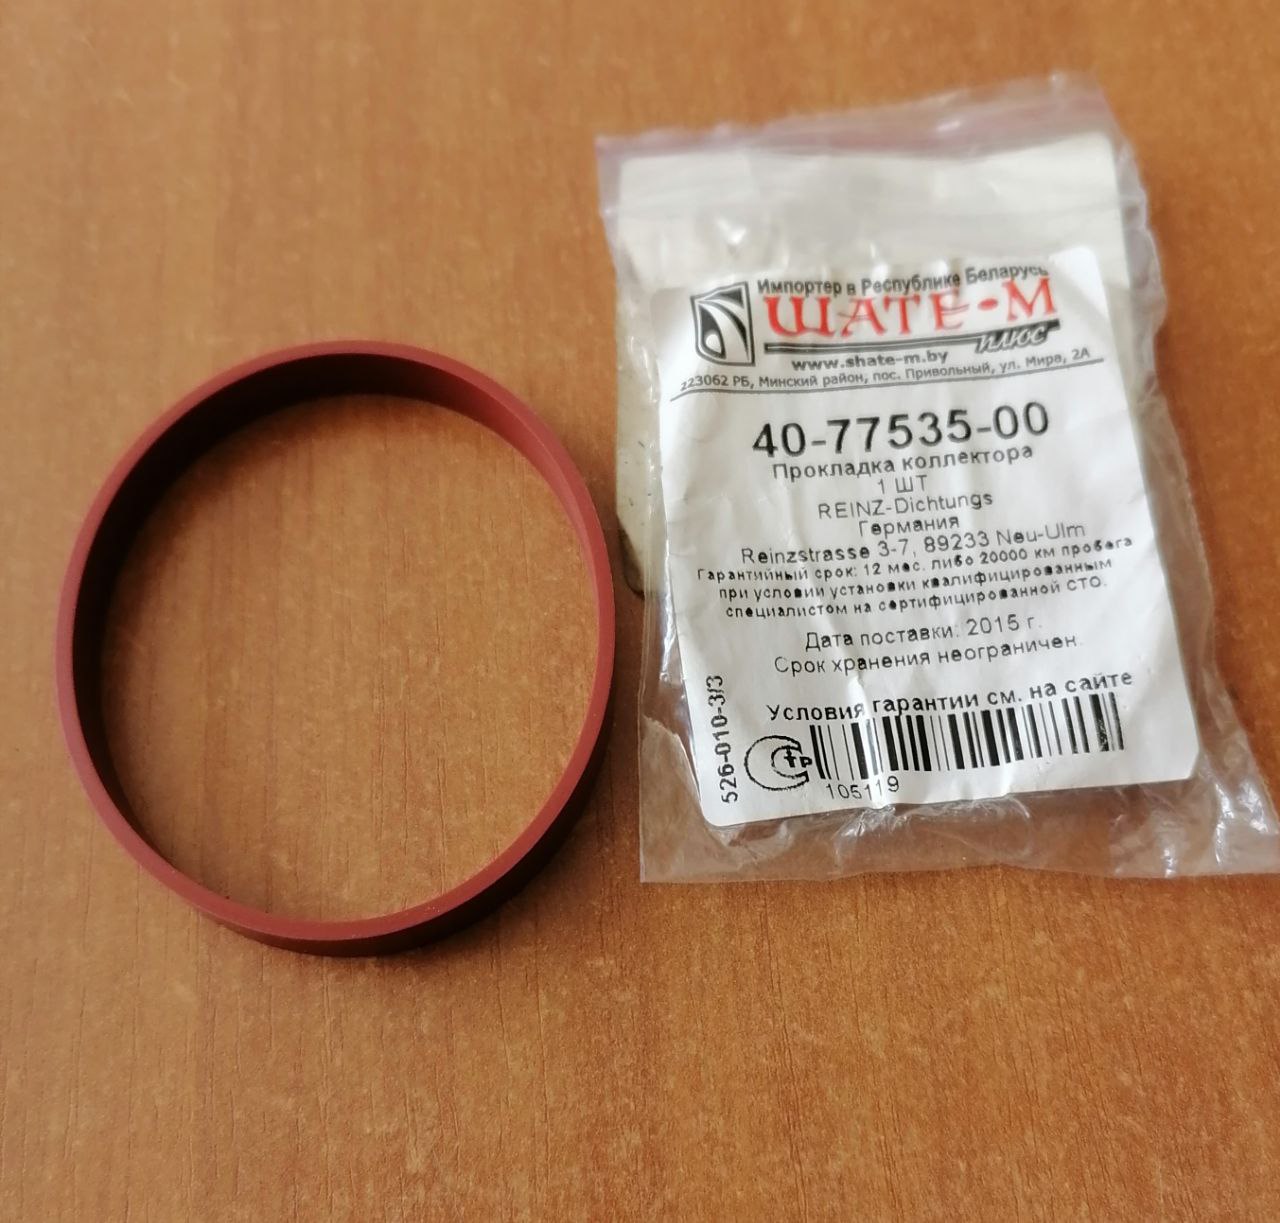 Импортер в Республике Беларусь
ШАТЕ-М
плюс
www.shate-m.by
223062 РБ, Минский район, пос. Привольный, ул. Мира, 2А
40-77535-00
Прокладка коллектора
1 ШТ
REINZ-Dichtungs
Германия
Reinzstrasse 3-7, 89233 Neu-Ulm
Гарантийный срок: 12 мес. либо 20000 км пробега
при условии установки квалифицированным
специалистом на сертифицированной СТО.
Дата поставки: 2015 г.
Срок хранения неограничен.
Условия гарантии см. на сайте
526-010-3/3
тр
105119